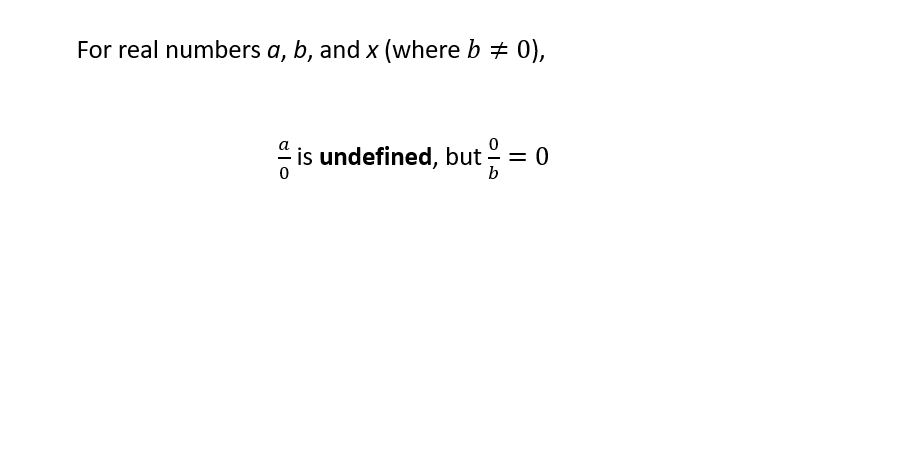 For real numbers a, b, and x (where b ≠ 0),
a/0 is undefined, but 0/b = 0